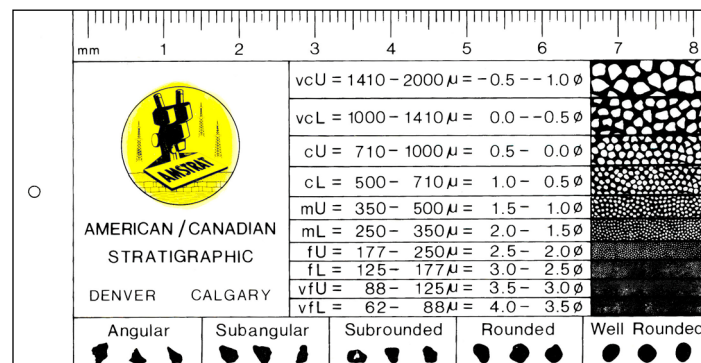 mm 1 2 3 4 5 6 7 8
AMSTRAT
AMERICAN/CANADIAN
STRATIGRAPHIC
DENVER CALGARY
vcU = 1410 - 2000 µ = -0.5 - -1.0 ø
vcL = 1000 - 1410 µ = 0.0 - -0.5 ø
cU = 710 - 1000 µ = 0.5 - 0.0 ø
cL = 500 - 710 µ = 1.0 - 0.5 ø
mU = 350 - 500 µ = 1.5 - 1.0 ø
mL = 250 - 350 µ = 2.0 - 1.5 ø
fU = 177 - 250 µ = 2.5 - 2.0 ø
fL = 125 - 177 µ = 3.0 - 2.5 ø
vfU = 88 - 125 µ = 3.5 - 3.0 ø
vfL = 62 - 88 µ = 4.0 - 3.5 ø
Angular Subangular Subrounded Rounded Well Rounded